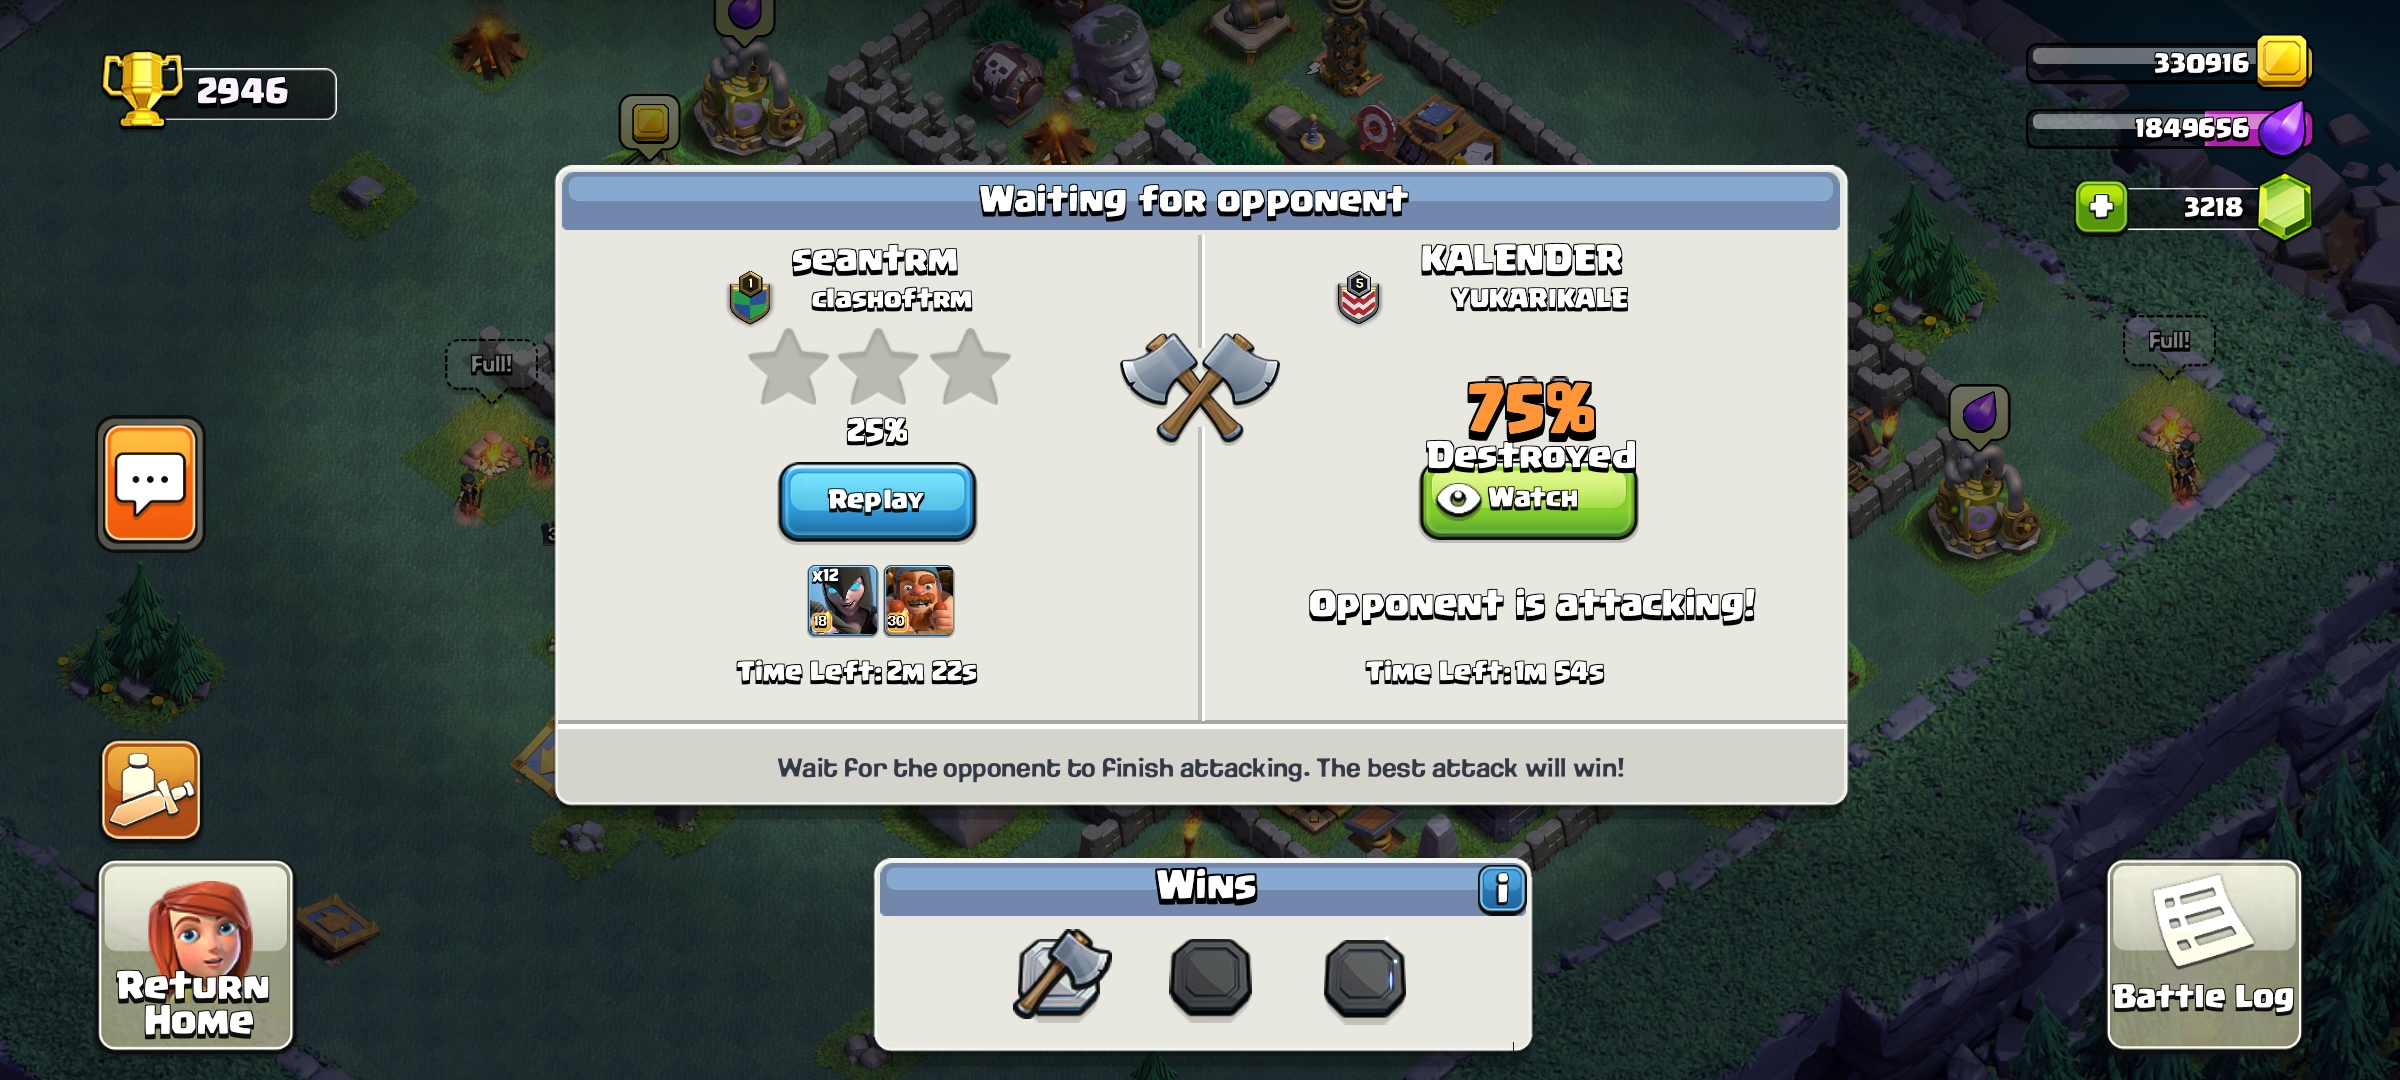 2946
330916
1849656
3218
Waiting for opponent
seantrm
clashoftrm
1
25%
Replay
x12
18
30
Time Left: 2m 22s
KALENDER
YUKARIKALE
5
75%
Destroyed
Watch
Opponent is attacking!
Time Left: 1m 54s
Wait for the opponent to finish attacking. The best attack will win!
Full!
Full!
Wins
i
Return
Home
Battle Log